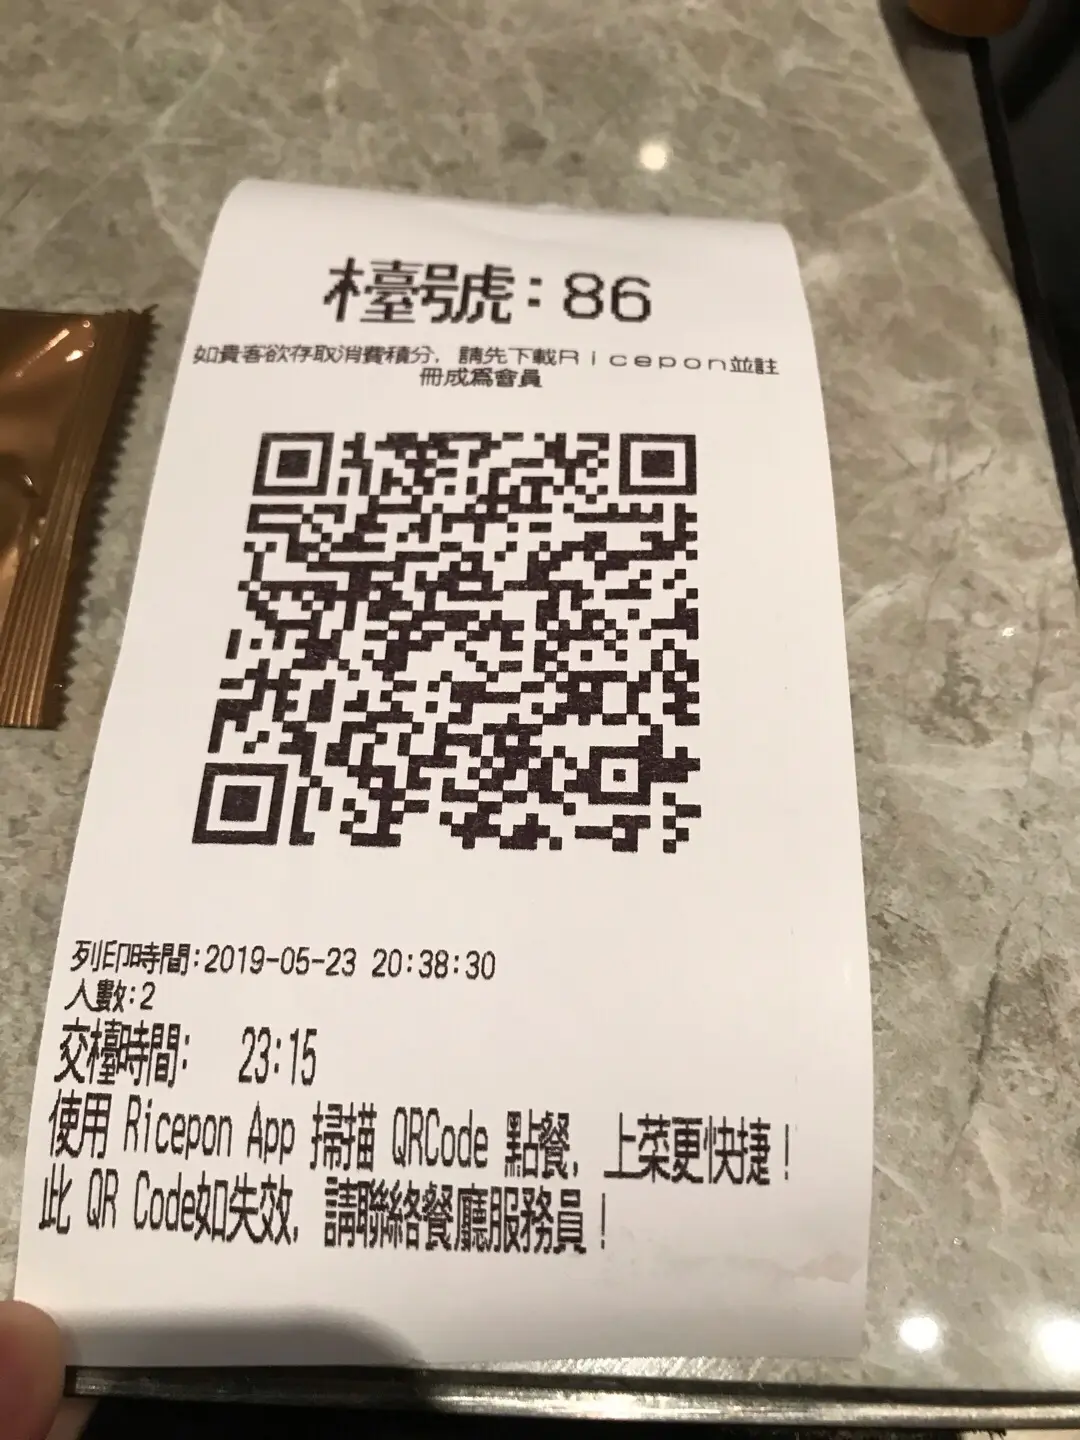 檯號:86
如貴客欲存取消費積分, 請先下載Ｒｉｃｅｐｏｎ並註
冊成為會員
列印時間:2019-05-23 20:38:30
人數:2
交檯時間: 23:15
使用 Ricepon App 掃描 QRCode 點餐, 上菜更快捷!
此 QR Code如失效, 請聯絡餐廳服務員!